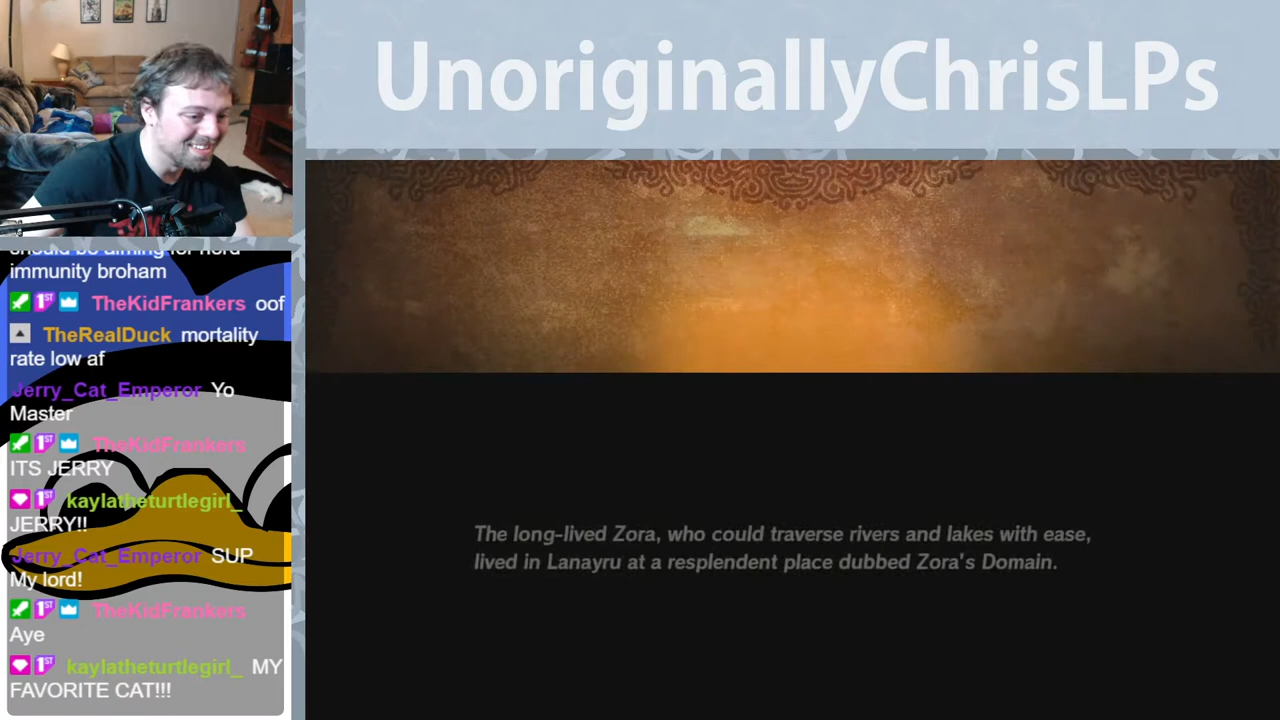 UnoriginallyChrisLPs
immunity broham
TheKidFrankers oof
TheRealDuck mortality
rate low af
Jerry_Cat_Emperor Yo
Master
TheKidFrankers
ITS JERRY
kaylatheturtlegirl_
JERRY!!
Jerry_Cat_Emperor SUP
My lord!
TheKidFrankers
Aye
kaylatheturtlegirl_ MY
FAVORITE CAT!!!
The long-lived Zora, who could traverse rivers and lakes with ease,
lived in Lanayru at a resplendent place dubbed Zora's Domain.